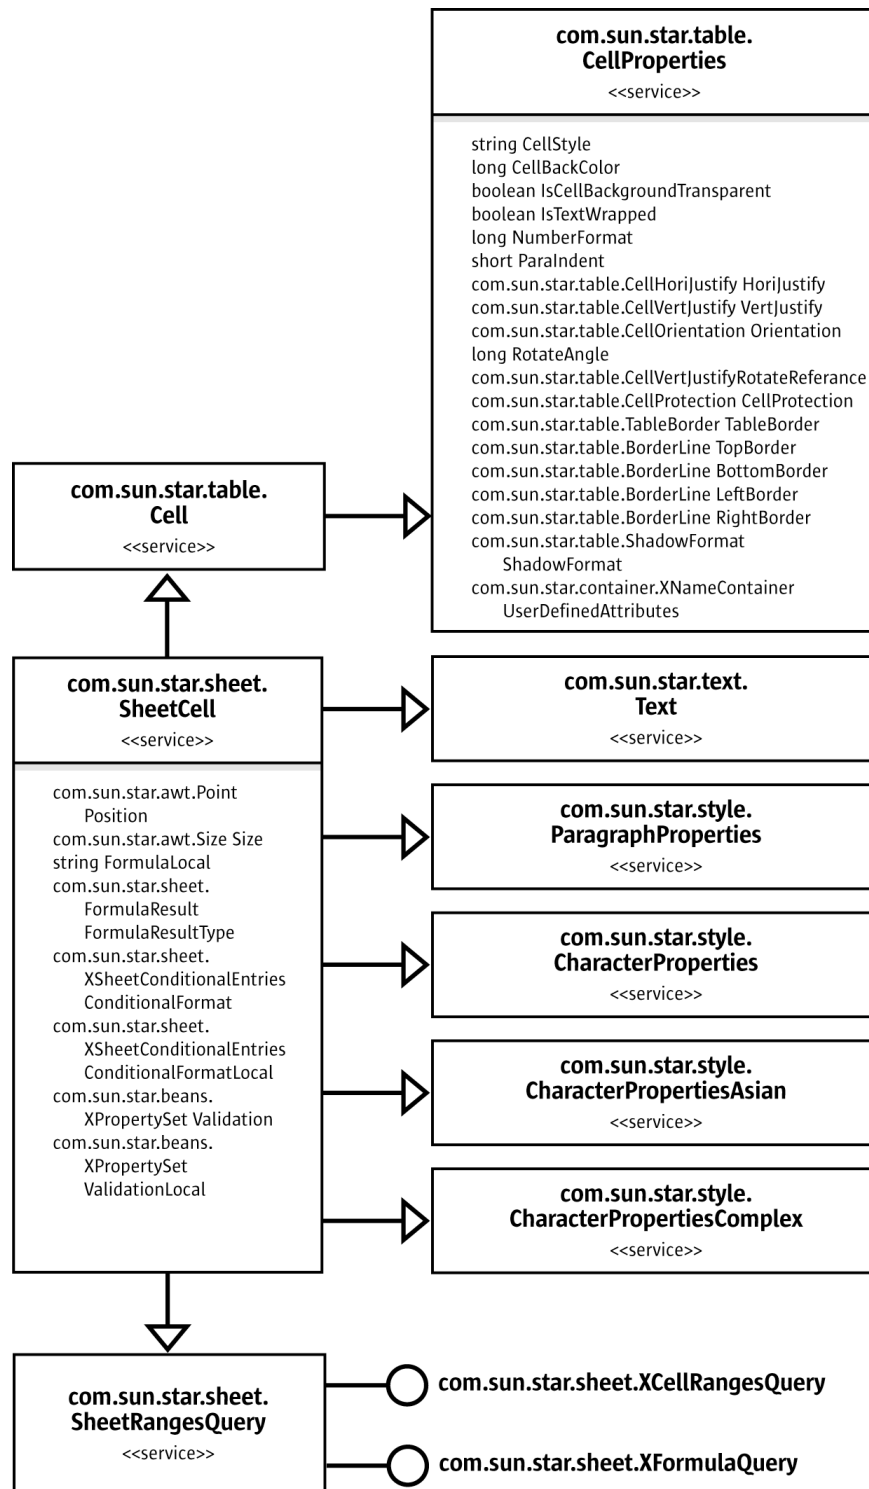 com.sun.star.table.
CellProperties
<<service>>
string CellStyle
long CellBackColor
boolean IsCellBackgroundTransparent
boolean IsTextWrapped
long NumberFormat
short ParaIndent
com.sun.star.table.CellHoriJustify HoriJustify
com.sun.star.table.CellVertJustify VertJustify
com.sun.star.table.CellOrientation Orientation
long RotateAngle
com.sun.star.table.CellVertJustifyRotateReferance
com.sun.star.table.CellProtection CellProtection
com.sun.star.table.TableBorder TableBorder
com.sun.star.table.BorderLine TopBorder
com.sun.star.table.BorderLine BottomBorder
com.sun.star.table.BorderLine LeftBorder
com.sun.star.table.BorderLine RightBorder
com.sun.star.table.ShadowFormat
ShadowFormat
com.sun.star.container.XNameContainer
UserDefinedAttributes
com.sun.star.table.
Cell
<<service>>
com.sun.star.sheet.
SheetCell
<<service>>
com.sun.star.awt.Point
Position
com.sun.star.awt.Size Size
string FormulaLocal
com.sun.star.sheet.
FormulaResult
FormulaResultType
com.sun.star.sheet.
XSheetConditionalEntries
ConditionalFormat
com.sun.star.sheet.
XSheetConditionalEntries
ConditionalFormatLocal
com.sun.star.beans.
XPropertySet Validation
com.sun.star.beans.
XPropertySet
ValidationLocal
com.sun.star.text.
Text
<<service>>
com.sun.star.style.
ParagraphProperties
<<service>>
com.sun.star.style.
CharacterProperties
<<service>>
com.sun.star.style.
CharacterPropertiesAsian
<<service>>
com.sun.star.style.
CharacterPropertiesComplex
<<service>>
com.sun.star.sheet.
SheetRangesQuery
<<service>>
com.sun.star.sheet.XCellRangesQuery
com.sun.star.sheet.XFormulaQuery